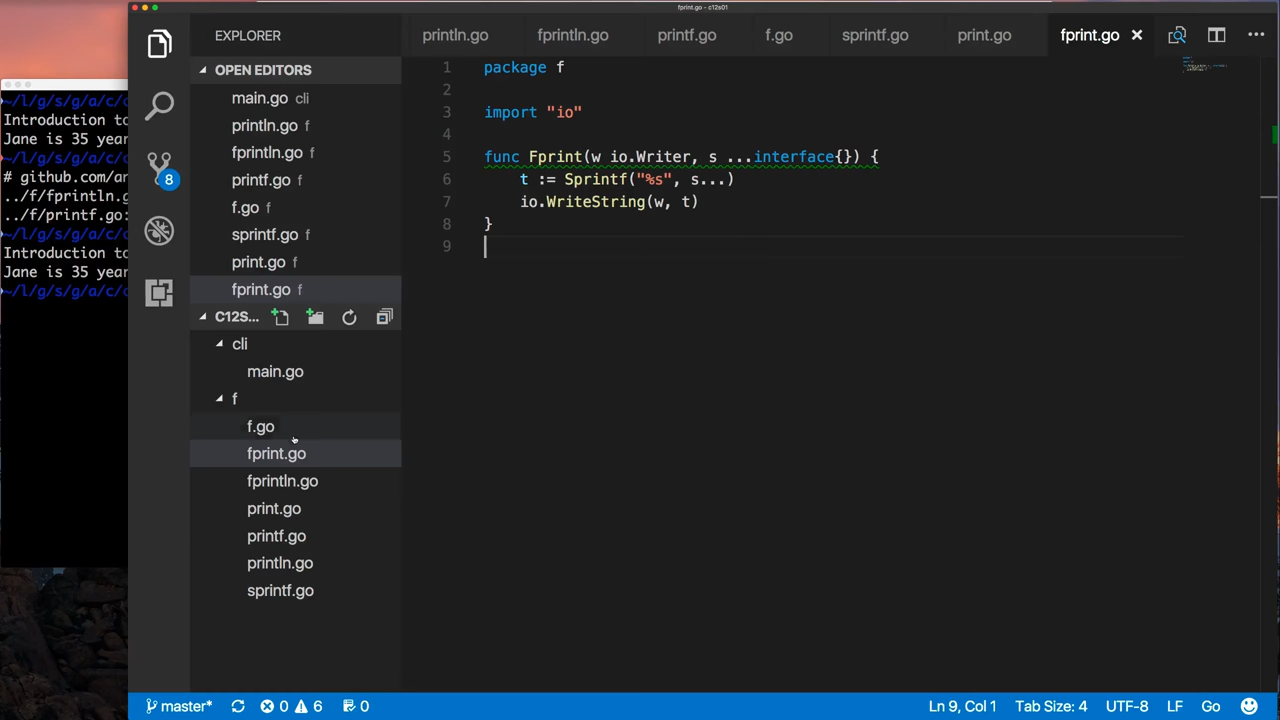 fprint.go - c12s01
EXPLORER
println.go
fprintln.go
printf.go
f.go
sprintf.go
print.go
fprint.go
OPEN EDITORS
main.go cli
println.go f
fprintln.go f
printf.go f
f.go f
sprintf.go f
print.go f
fprint.go f
C12S...
cli
main.go
f
f.go
fprint.go
fprintln.go
print.go
printf.go
println.go
sprintf.go
1 package f
2
3 import "io"
4
5 func Fprint(w io.Writer, s ...interface{}) {
6 t := Sprintf("%s", s...)
7 io.WriteString(w, t)
8 }
9
~/l/g/s/g/a/c/c
Introduction to
Jane is 35 year
~/l/g/s/g/a/c/c
# github.com/ar
../f/fprintln.g
../f/printf.go:
~/l/g/s/g/a/c/c
Introduction to
Jane is 35 year
~/l/g/s/g/a/c/c
8
master*
0
6
0
Ln 9, Col 1
Tab Size: 4
UTF-8
LF
Go